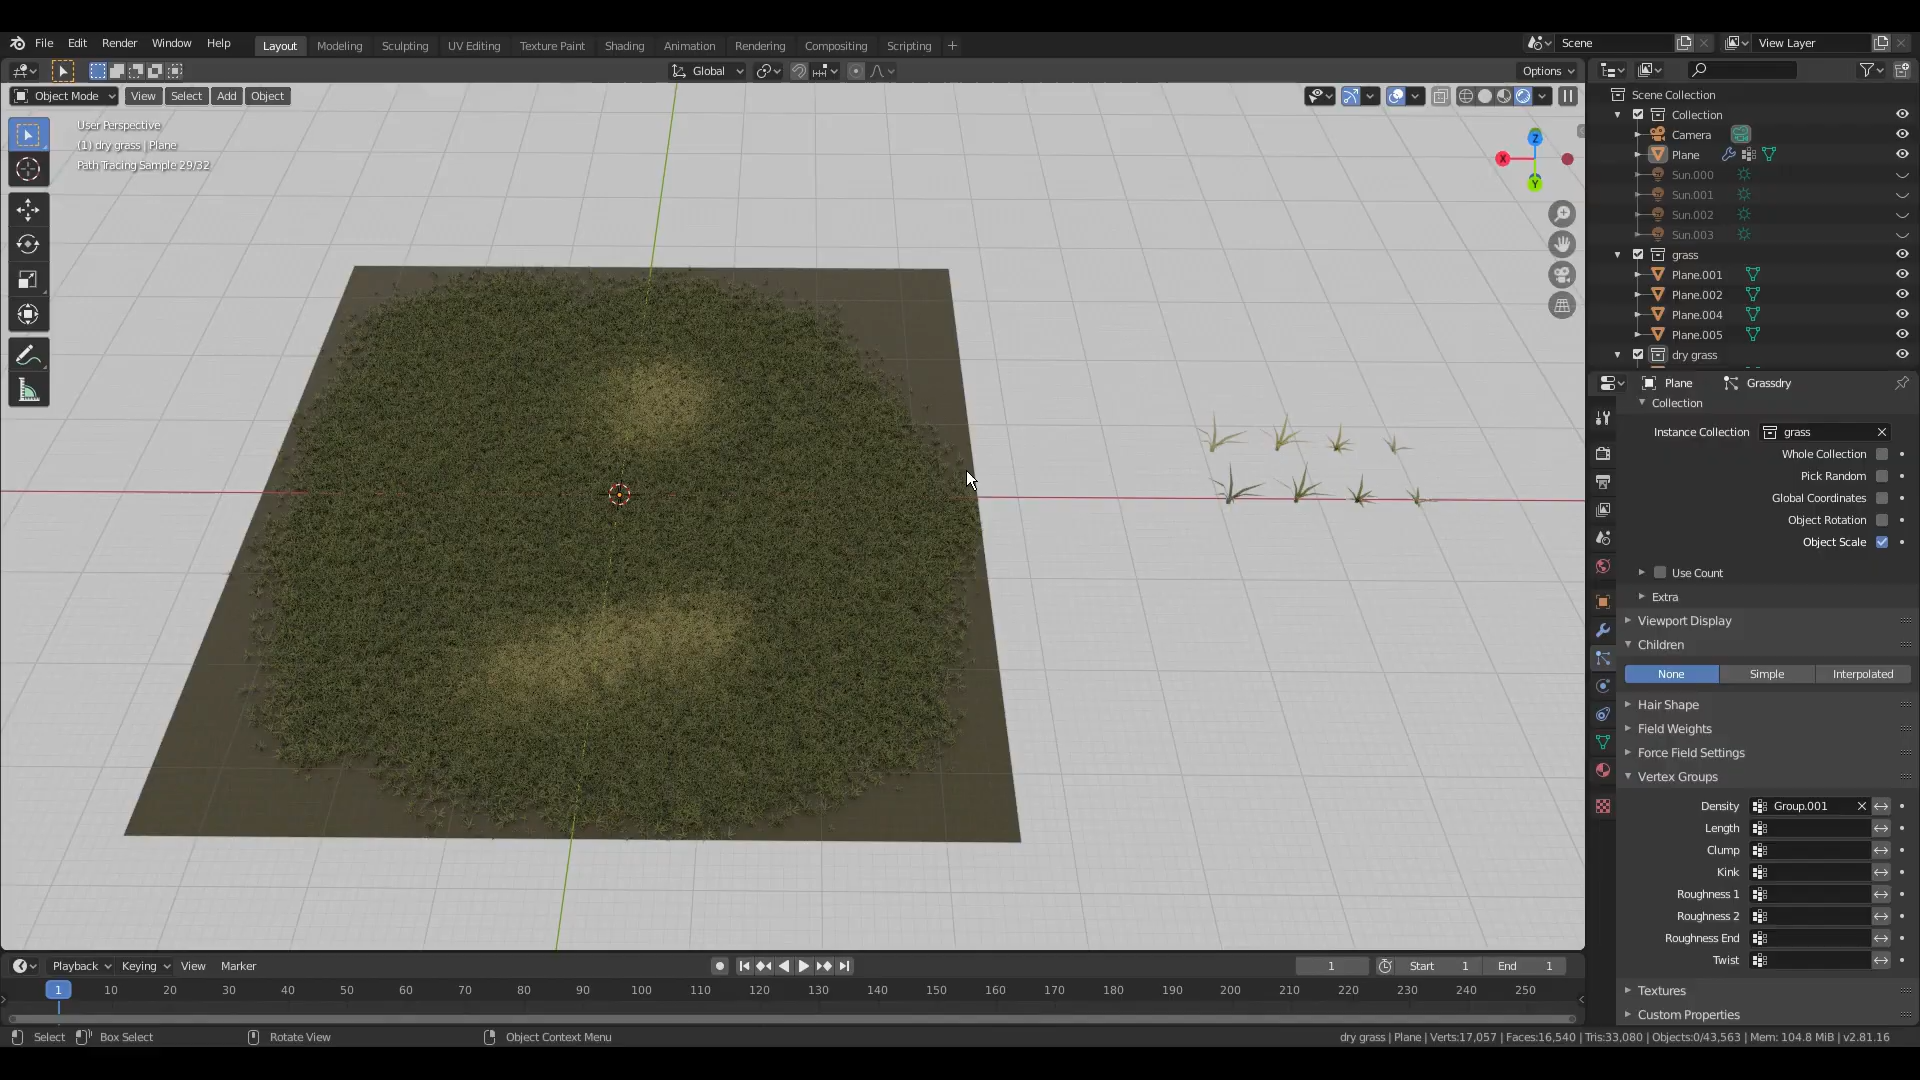 File Edit Render Window Help Layout Modeling Sculpting UV Editing Texture Paint Shading Animation Rendering Compositing Scripting + Scene View Layer
Global Options
Object Mode View Select Add Object
User Perspective
(1) dry grass | Plane
Path Tracing Sample 29/32
Z
X
Y
Scene Collection
Collection
Camera
Plane
Sun.000
Sun.001
Sun.002
Sun.003
grass
Plane.001
Plane.002
Plane.004
Plane.005
dry grass
Plane Grassdry
Collection
Instance Collection grass
Whole Collection
Pick Random
Global Coordinates
Object Rotation
Object Scale
Use Count
Extra
Viewport Display
Children
None Simple Interpolated
Hair Shape
Field Weights
Force Field Settings
Vertex Groups
Density Group.001
Length
Clump
Kink
Roughness 1
Roughness 2
Roughness End
Twist
Textures
Custom Properties
Playback Keying View Marker 1 Start 1 End 1
1 10 20 30 40 50 60 70 80 90 100 110 120 130 140 150 160 170 180 190 200 210 220 230 240 250
Select Box Select Rotate View Object Context Menu dry grass | Plane | Verts:17,057 | Faces:16,540 | Tris:33,080 | Objects:0/43,563 | Mem: 104.8 MiB | v2.81.16